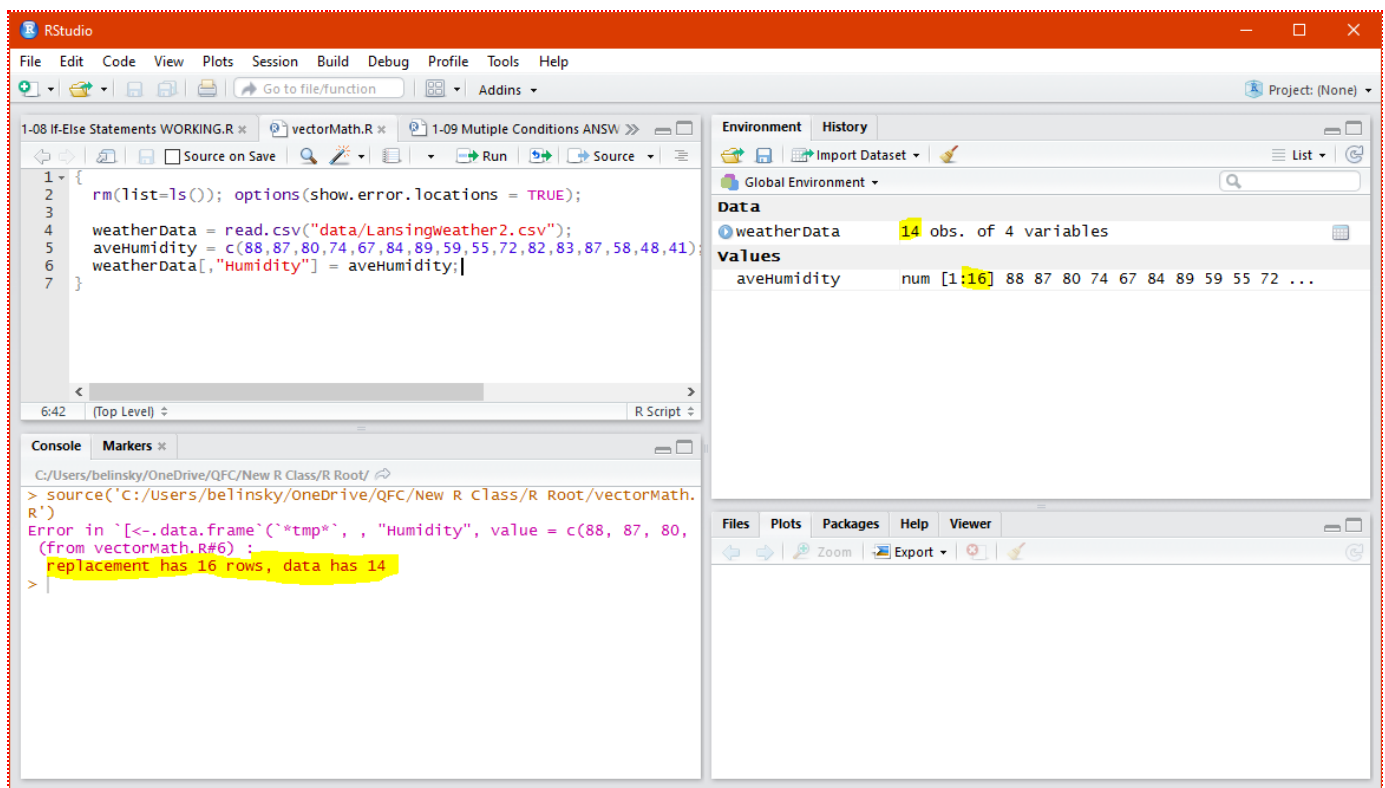 RStudio
File Edit Code View Plots Session Build Debug Profile Tools Help
Go to file/function Addins Project: (None)
1-08 If-Else Statements WORKING.R vectorMath.R 1-09 Mutiple Conditions ANSW
Source on Save Run Source
1 {
2 rm(list=ls()); options(show.error.locations = TRUE);
3
4 weatherData = read.csv("data/LansingWeather2.csv");
5 aveHumidity = c(88,87,80,74,67,84,89,59,55,72,82,83,87,58,48,41);
6 weatherData[,"Humidity"] = aveHumidity;
7 }
6:42 (Top Level) R Script
Console Markers
C:/Users/belinsky/OneDrive/QFC/New R Class/R Root/
> source('C:/Users/belinsky/OneDrive/QFC/New R Class/R Root/vectorMath.
R')
Error in `[<-.data.frame`(`*tmp*`, , "Humidity", value = c(88, 87, 80,
(from vectorMath.R#6) :
replacement has 16 rows, data has 14
>
Environment History
Import Dataset List
Global Environment
Data
weatherData 14 obs. of 4 variables
Values
aveHumidity num [1:16] 88 87 80 74 67 84 89 59 55 72 ...
Files Plots Packages Help Viewer
Zoom Export